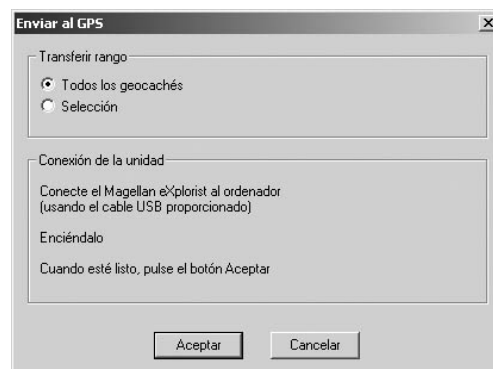 Enviar al GPS
Transferir rango
Todos los geocachés
Selección
Conexión de la unidad
Conecte el Magellan eXplorist al ordenador
(usando el cable USB proporcionado)
Enciéndalo
Cuando esté listo, pulse el botón Aceptar
Aceptar
Cancelar